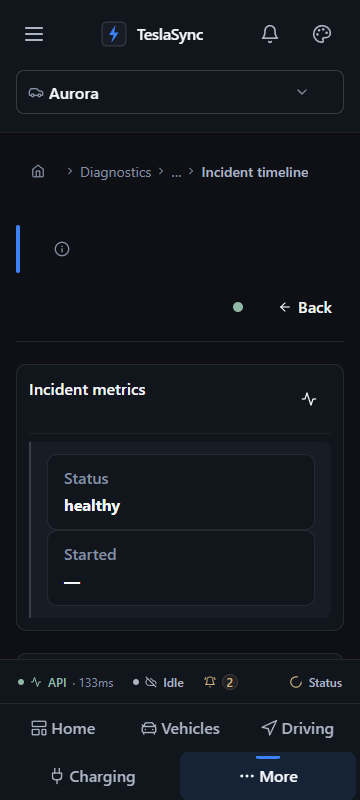 TeslaSync
Aurora
Diagnostics > ... > Incident timeline
← Back
Incident metrics
Status
healthy
Started
—
API · 133ms Idle 2 Status
Home Vehicles Driving
Charging More